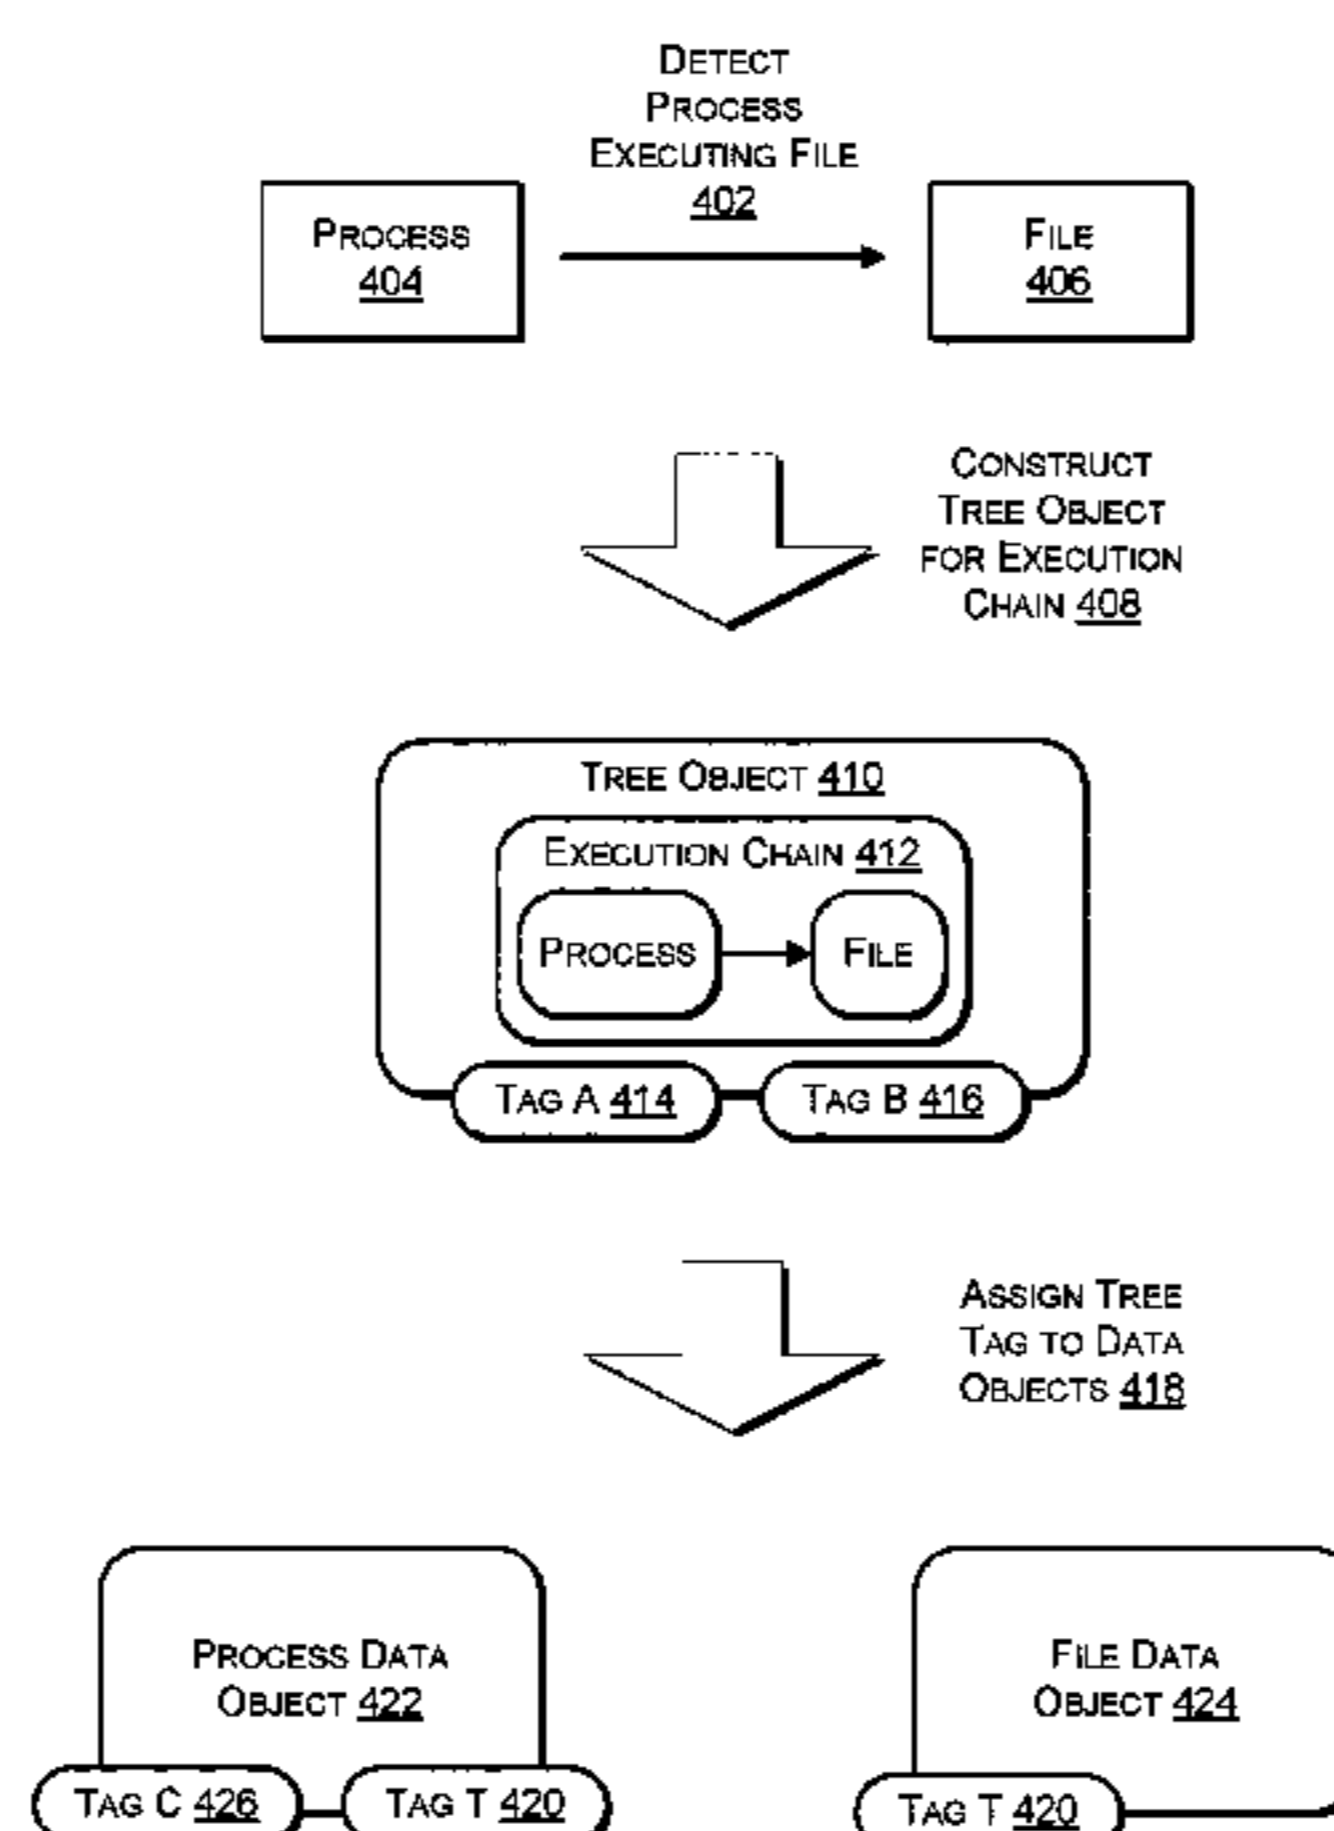 DETECT
PROCESS
EXECUTING FILE
402
PROCESS
404
FILE
406
CONSTRUCT
TREE OBJECT
FOR EXECUTION
CHAIN 408
TREE OBJECT 410
EXECUTION CHAIN 412
PROCESS
FILE
TAG A 414
TAG B 416
ASSIGN TREE
TAG TO DATA
OBJECTS 418
PROCESS DATA
OBJECT 422
FILE DATA
OBJECT 424
TAG C 426
TAG T 420
TAG T 420